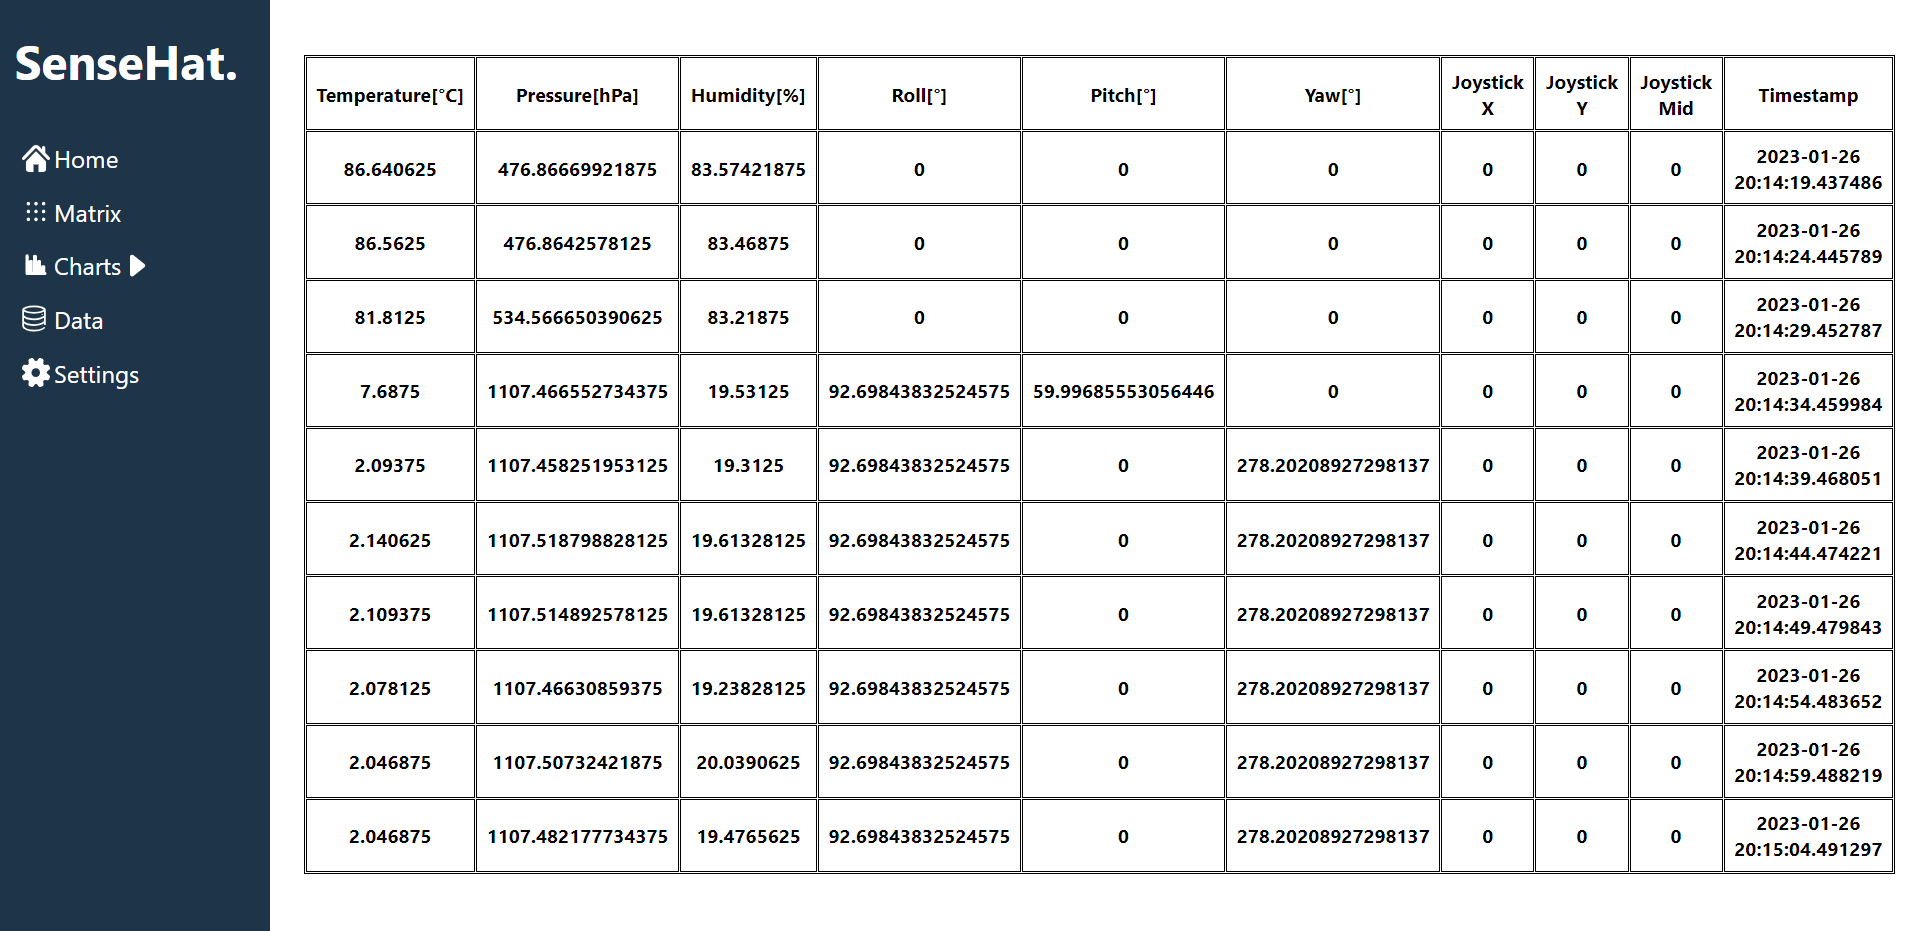 SenseHat.
Home
Matrix
Charts
Data
Settings
Temperature[°C] Pressure[hPa] Humidity[%] Roll[°] Pitch[°] Yaw[°] Joystick X Joystick Y Joystick Mid Timestamp
86.640625 476.86669921875 83.57421875 0 0 0 0 0 0 2023-01-26 20:14:19.437486
86.5625 476.8642578125 83.46875 0 0 0 0 0 0 2023-01-26 20:14:24.445789
81.8125 534.566650390625 83.21875 0 0 0 0 0 0 2023-01-26 20:14:29.452787
7.6875 1107.466552734375 19.53125 92.69843832524575 59.99685553056446 0 0 0 0 2023-01-26 20:14:34.459984
2.09375 1107.458251953125 19.3125 92.69843832524575 0 278.20208927298137 0 0 0 2023-01-26 20:14:39.468051
2.140625 1107.518798828125 19.61328125 92.69843832524575 0 278.20208927298137 0 0 0 2023-01-26 20:14:44.474221
2.109375 1107.514892578125 19.61328125 92.69843832524575 0 278.20208927298137 0 0 0 2023-01-26 20:14:49.479843
2.078125 1107.46630859375 19.23828125 92.69843832524575 0 278.20208927298137 0 0 0 2023-01-26 20:14:54.483652
2.046875 1107.50732421875 20.0390625 92.69843832524575 0 278.20208927298137 0 0 0 2023-01-26 20:14:59.488219
2.046875 1107.482177734375 19.4765625 92.69843832524575 0 278.20208927298137 0 0 0 2023-01-26 20:15:04.491297